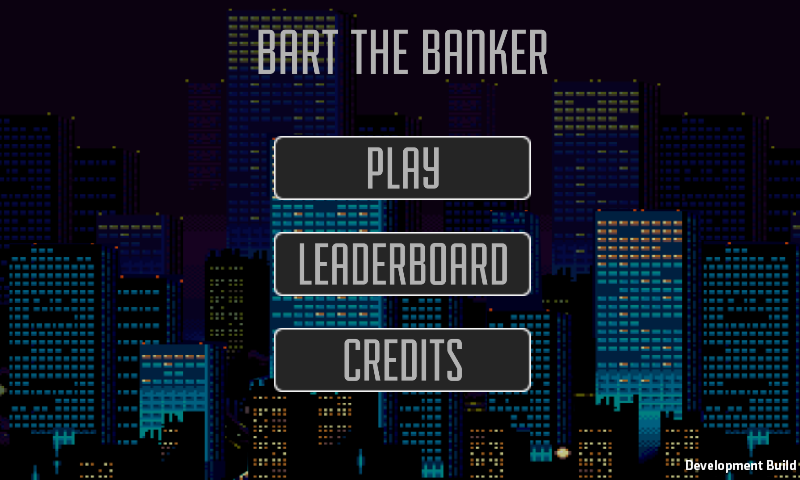 BART THE BANKER
PLAY
LEADERBOARD
CREDITS
Development Build